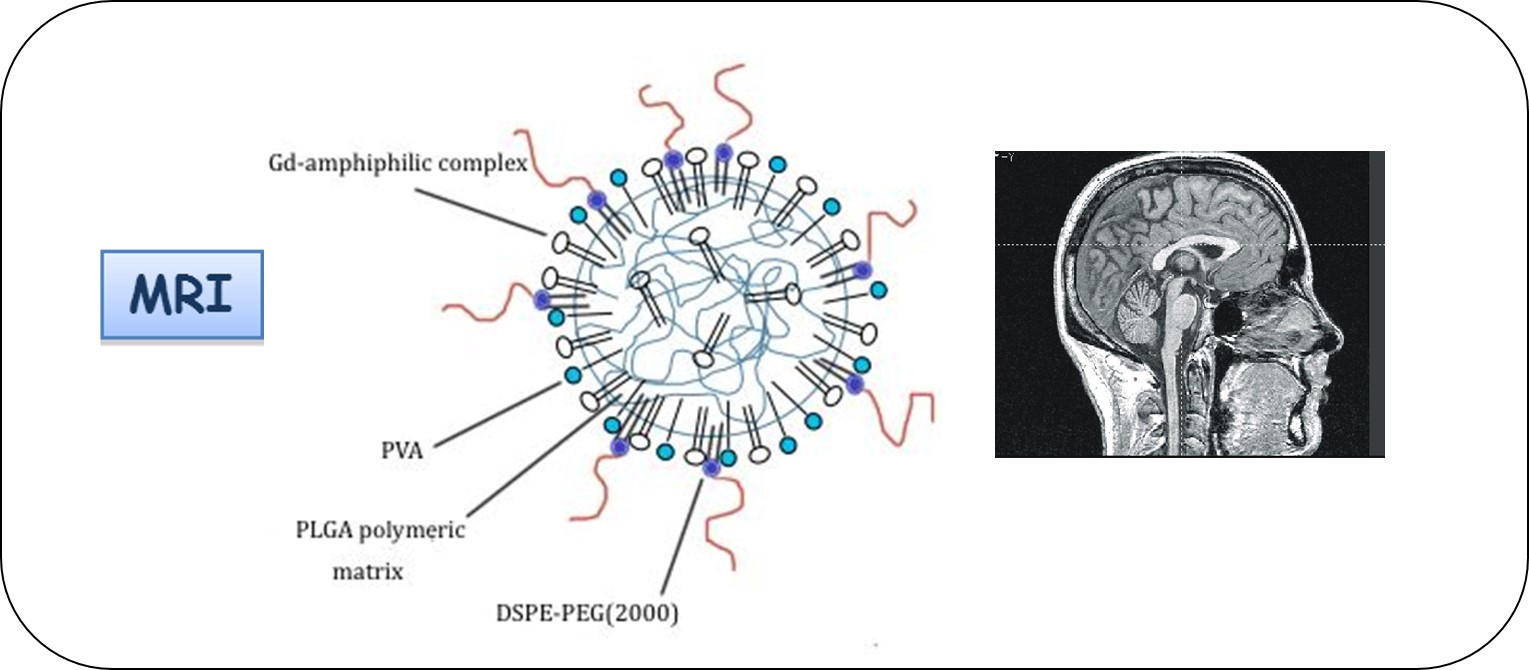 Gd-amphiphilic complex
MRI
PVA
PLGA polymeric
matrix
DSPE-PEG(2000)
-Y